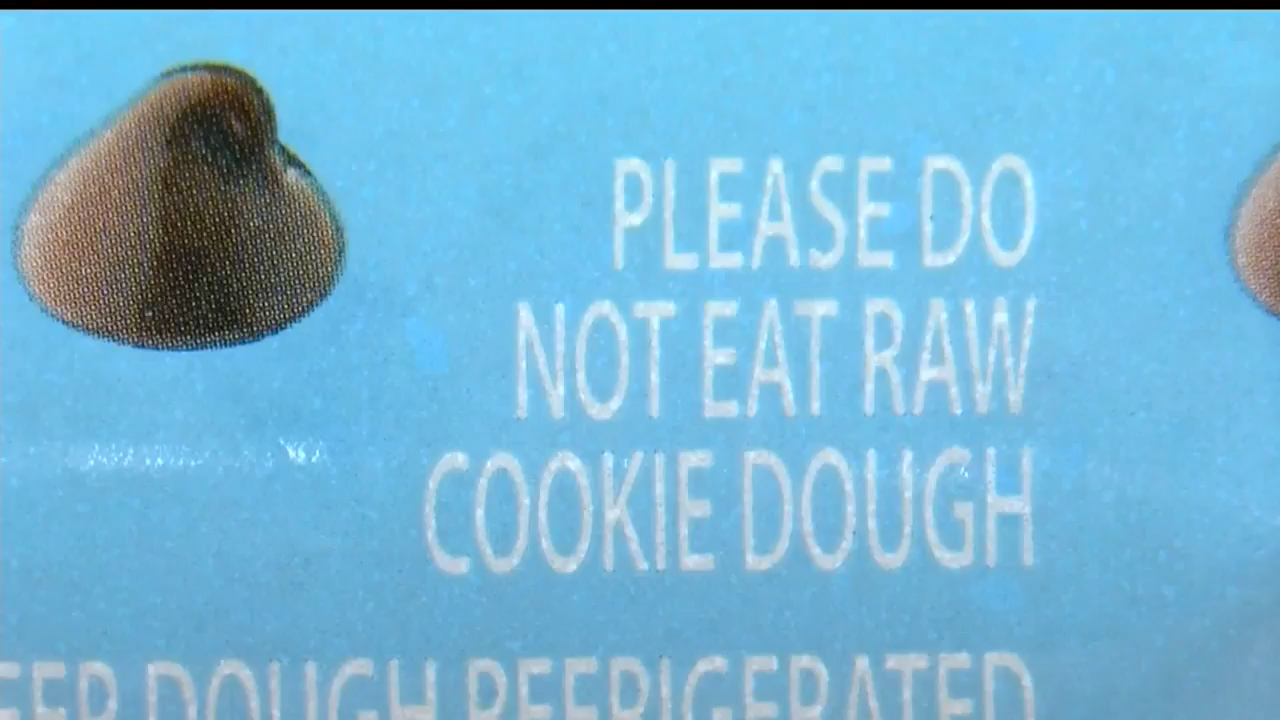 PLEASE DO
NOT EAT RAW
COOKIE DOUGH
DOUGH REFRIGERATED